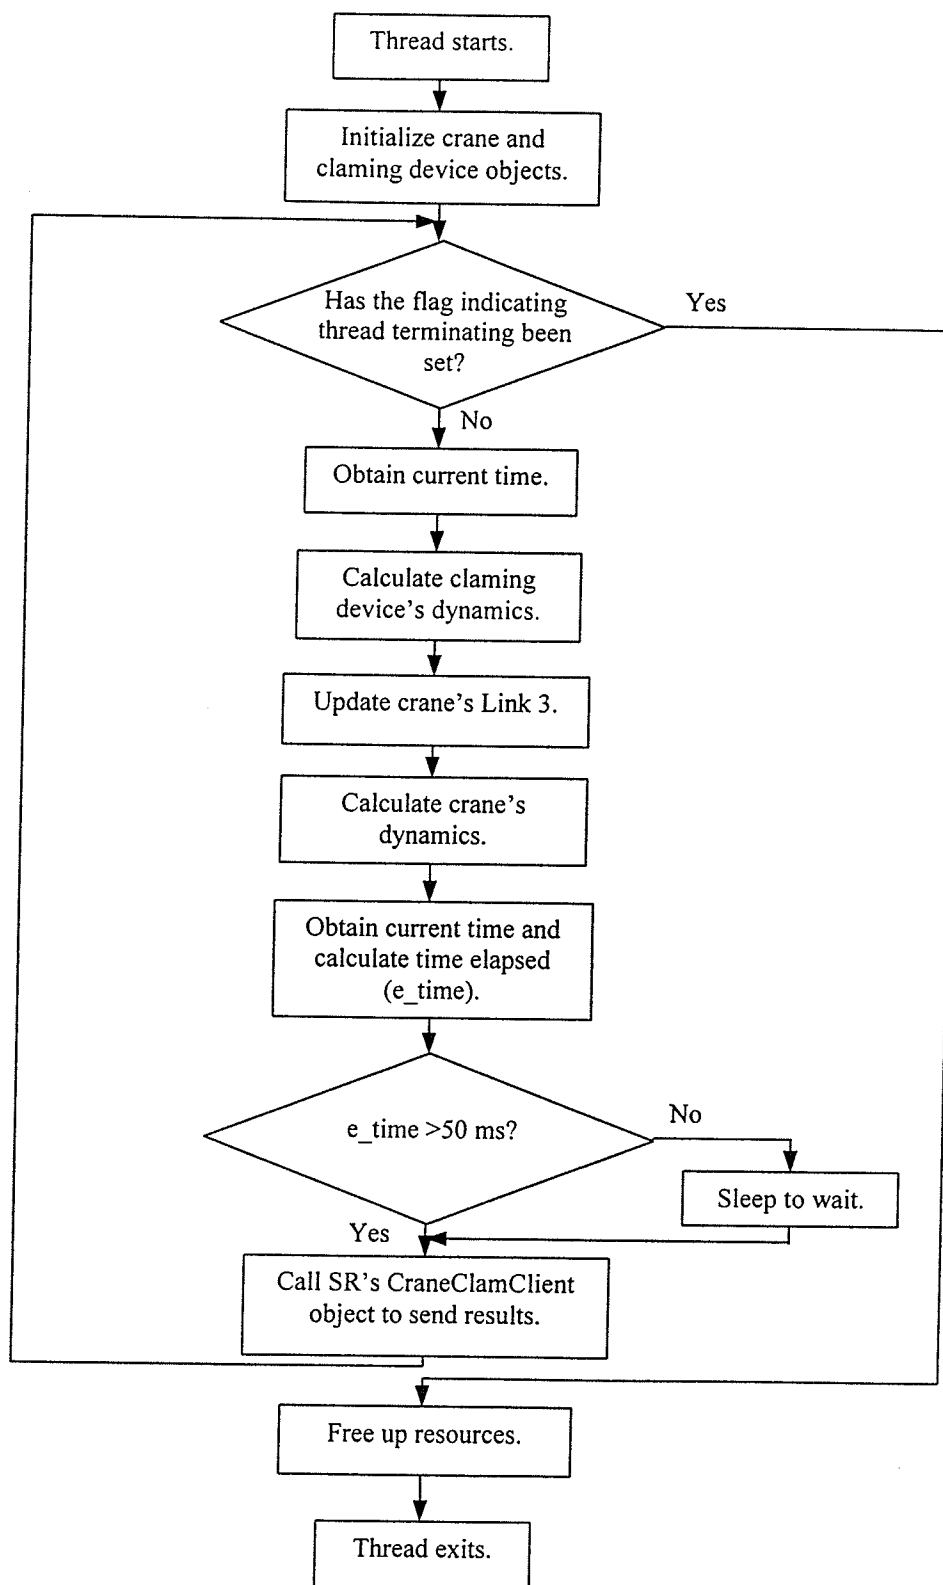 Thread starts.
Initialize crane and
claming device objects.
Has the flag indicating
thread terminating been
set?
Yes
No
Obtain current time.
Calculate claming
device's dynamics.
Update crane's Link 3.
Calculate crane's
dynamics.
Obtain current time and
calculate time elapsed
(e_time).
e_time >50 ms?
No
Sleep to wait.
Yes
Call SR's CraneClamClient
object to send results.
Free up resources.
Thread exits.